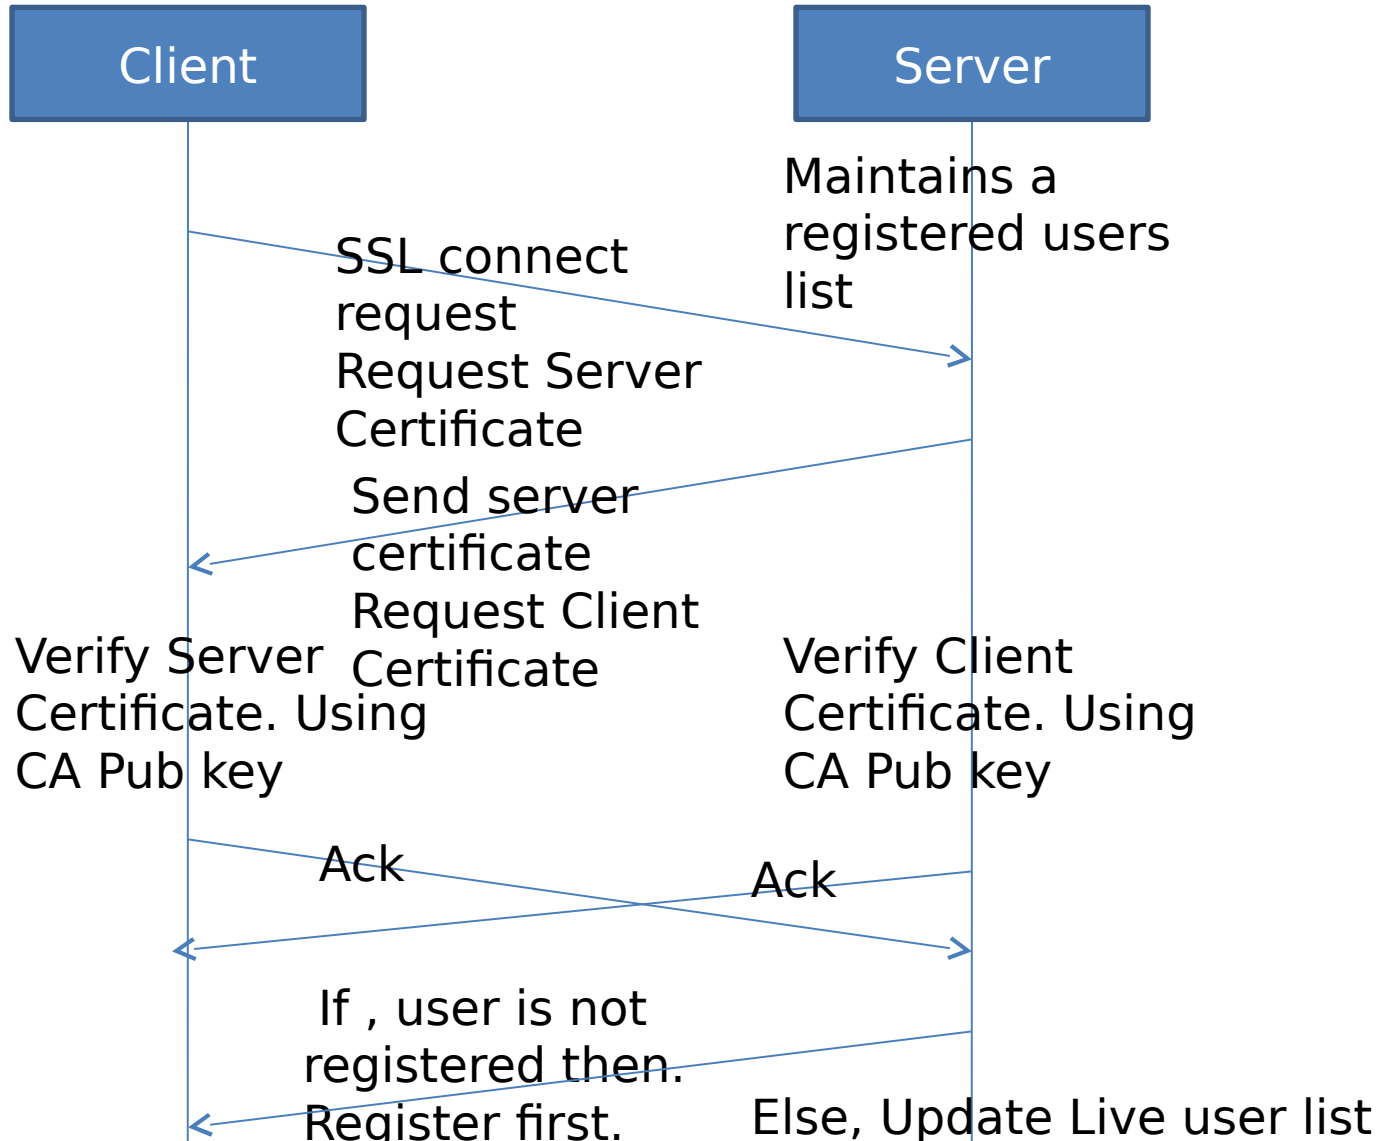 Client
Server
Maintains a
registered users
list
SSL connect
request
Request Server
Certificate
Send server
certificate
Request Client
Certificate
Verify Server
Certificate. Using
CA Pub key
Verify Client
Certificate. Using
CA Pub key
Ack
Ack
If , user is not
registered then.
Register first.
Else, Update Live user list